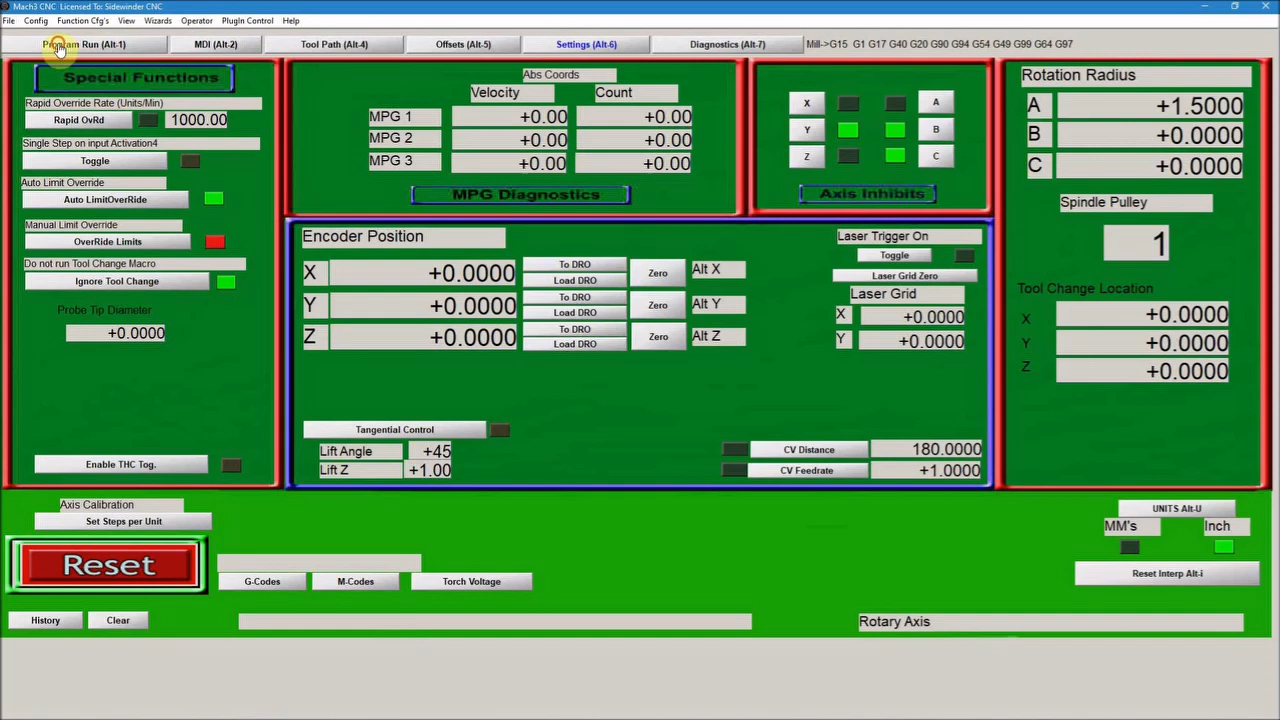 Mach3 CNC Licensed To: Sidewinder CNC
File Config Function Cfg's View Wizards Operator PlugIn Control Help
Program Run (Alt-1) MDI (Alt-2) Tool Path (Alt-4) Offsets (Alt-5) Settings (Alt-6) Diagnostics (Alt-7) Mill->G15 G1 G17 G40 G20 G90 G94 G54 G49 G99 G64 G97
Special Functions
Rapid Override Rate (Units/Min)
Rapid OvRd 1000.00
Single Step on input Activation4
Toggle
Auto Limit Override
Auto LimitOverRide
Manual Limit Override
OverRide Limits
Do not run Tool Change Macro
Ignore Tool Change
Probe Tip Diameter
+0.0000
Enable THC Tog.
Abs Coords
Velocity Count
MPG 1 +0.00 +0.00
MPG 2 +0.00 +0.00
MPG 3 +0.00 +0.00
MPG Diagnostics
X A
Y B
Z C
Axis Inhibits
Rotation Radius
A +1.5000
B +0.0000
C +0.0000
Spindle Pulley
1
Tool Change Location
X +0.0000
Y +0.0000
Z +0.0000
Encoder Position
X +0.0000 To DRO Load DRO Zero Alt X
Y +0.0000 To DRO Load DRO Zero Alt Y
Z +0.0000 To DRO Load DRO Zero Alt Z
Laser Trigger On
Toggle
Laser Grid Zero
Laser Grid
X +0.0000
Y +0.0000
Tangential Control
Lift Angle +45
Lift Z +1.00
CV Distance 180.0000
CV Feedrate +1.0000
Axis Calibration
Set Steps per Unit
Reset
G-Codes M-Codes Torch Voltage
History Clear
UNITS Alt-U
MM's Inch
Reset Interp Alt-i
Rotary Axis